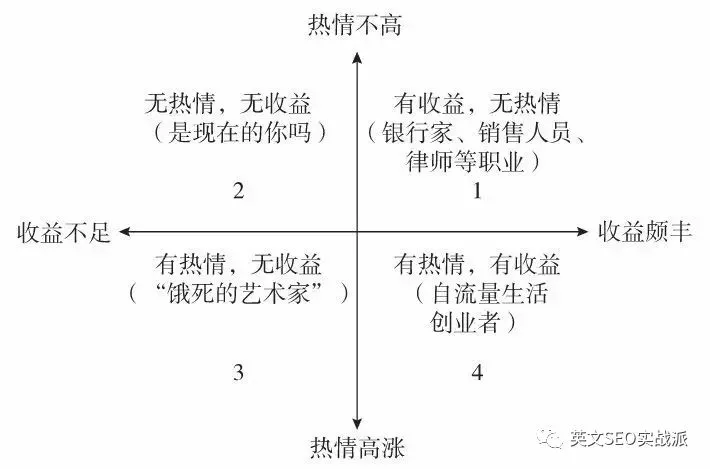 热情不高
无热情，无收益
（是现在的你吗）
2
有收益，无热情
（银行家、销售人员、
律师等职业）
1
收益不足
收益颇丰
有热情，无收益
（“饿死的艺术家”）
3
有热情，有收益
（自流量生活
创业者）
4
热情高涨
英文SEO实战派